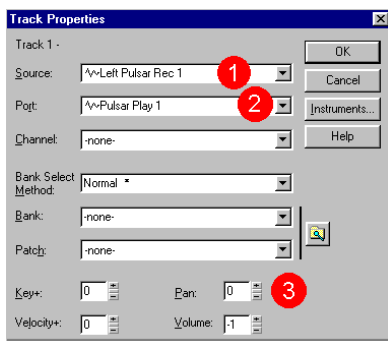 Track Properties
Track 1 -
OK
Source: Left Pulsar Rec 1 1
Cancel
Port: Pulsar Play 1 2
Instruments...
Channel: -none-
Help
Bank Select Method: Normal *
Bank: -none-
Patch: -none-
Key+: 0 Pan: 0 3
Velocity+: 0 Volume: -1